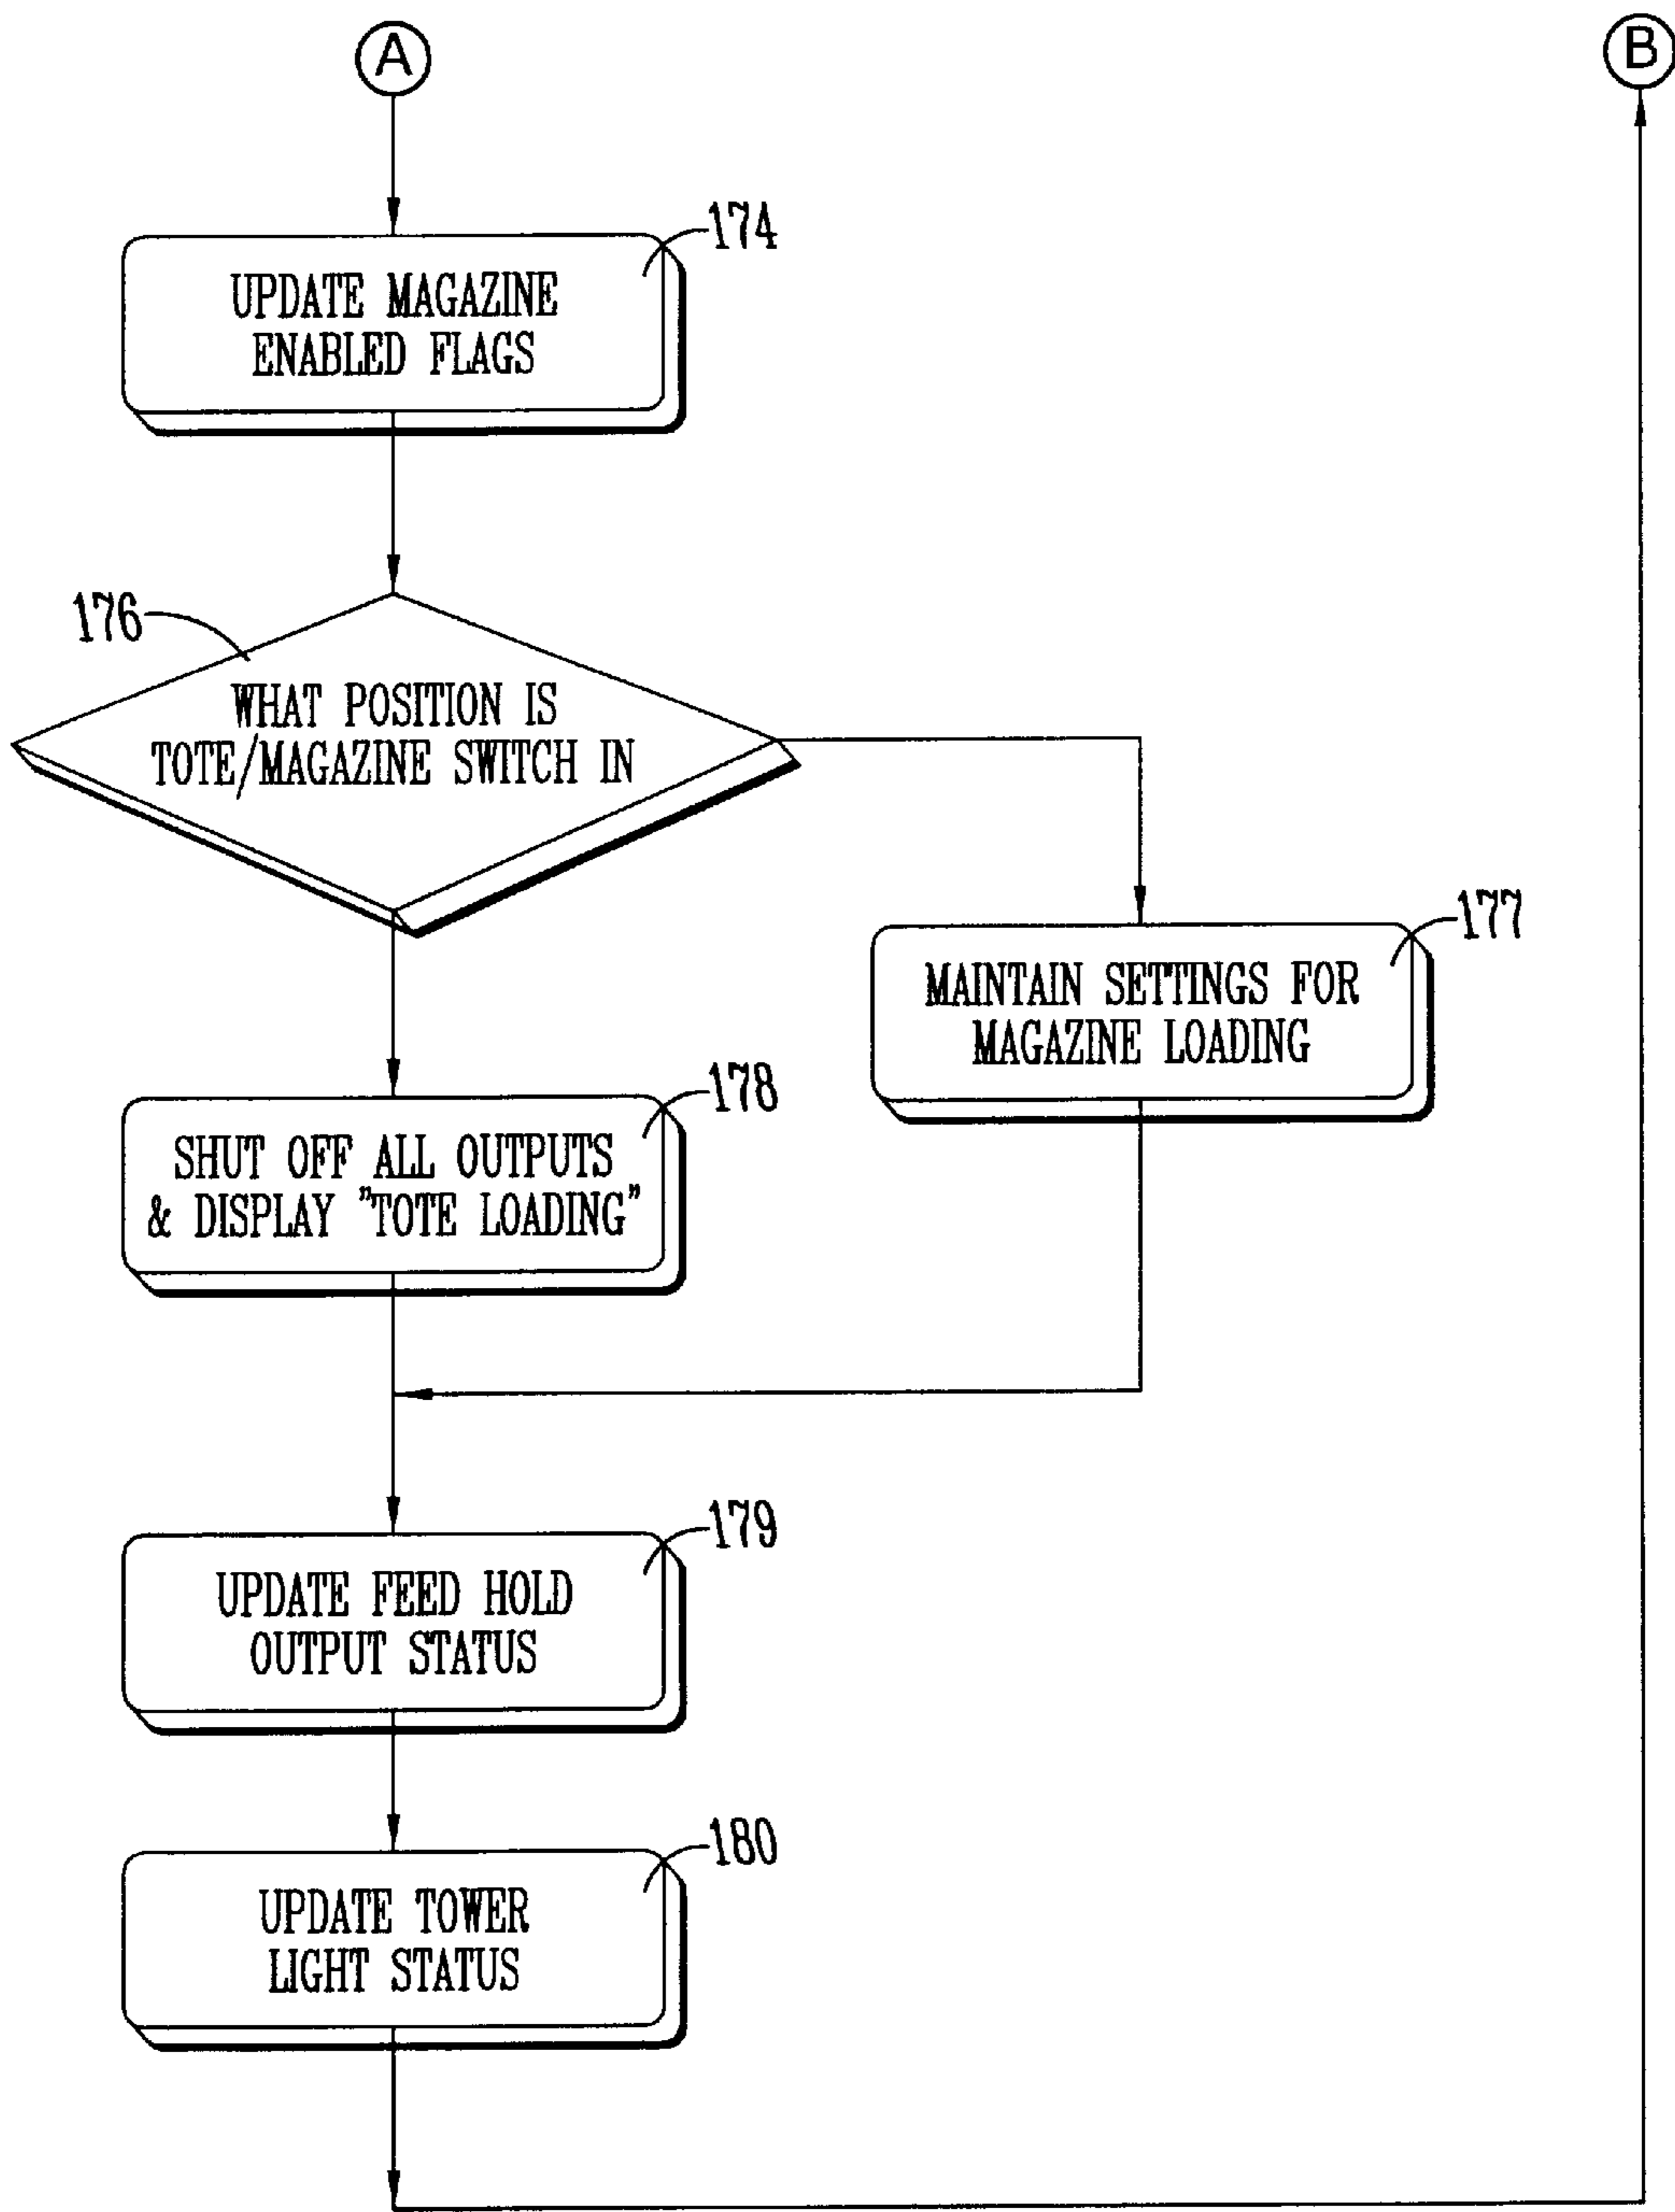 A
B
174
UPDATE MAGAZINE
ENABLED FLAGS
176
WHAT POSITION IS
TOTE/MAGAZINE SWITCH IN
177
MAINTAIN SETTINGS FOR
MAGAZINE LOADING
178
SHUT OFF ALL OUTPUTS
& DISPLAY "TOTE LOADING"
179
UPDATE FEED HOLD
OUTPUT STATUS
180
UPDATE TOWER
LIGHT STATUS